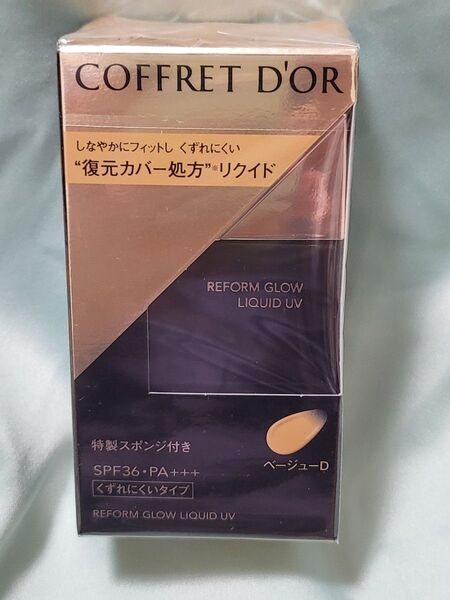 COFFRET D'OR
しなやかにフィットし くずれにくい
“復元カバー処方”※リクイド
REFORM GLOW
LIQUID UV
特製スポンジ付き
ベージューD
SPF36・PA+++
くずれにくいタイプ
REFORM GLOW LIQUID UV